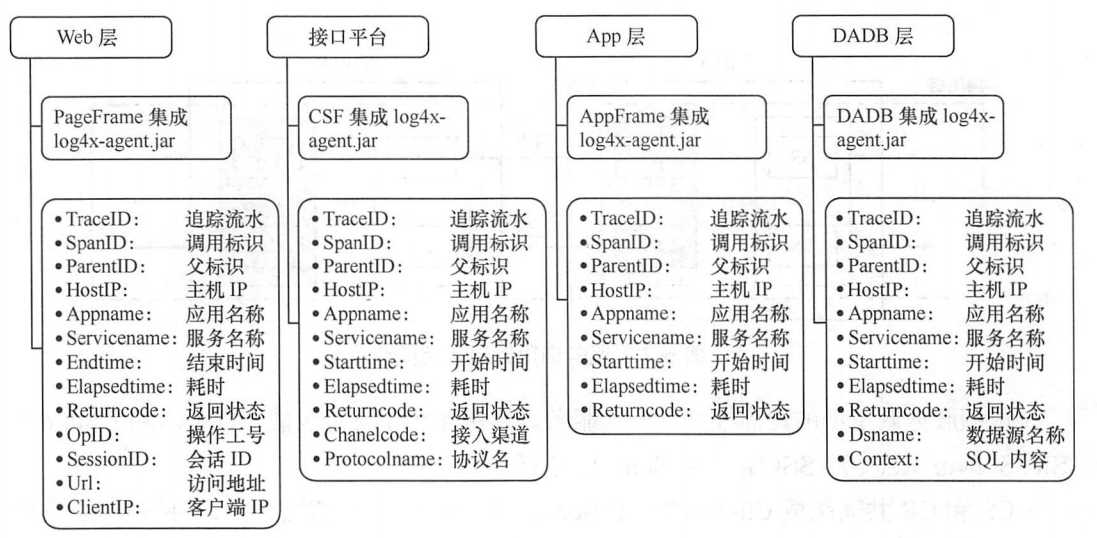 Web 层
PageFrame 集成
log4x-agent.jar
• TraceID： 追踪流水
• SpanID： 调用标识
• ParentID： 父标识
• HostIP： 主机 IP
• Appname： 应用名称
• Servicename： 服务名称
• Endtime： 结束时间
• Elapsedtime： 耗时
• Returncode： 返回状态
• OpID： 操作工号
• SessionID： 会话 ID
• Url： 访问地址
• ClientIP： 客户端 IP
接口平台
CSF 集成 log4x-
agent.jar
• TraceID： 追踪流水
• SpanID： 调用标识
• ParentID： 父标识
• HostIP： 主机 IP
• Appname： 应用名称
• Servicename： 服务名称
• Starttime： 开始时间
• Elapsedtime： 耗时
• Returncode： 返回状态
• Chanelcode： 接入渠道
• Protocolname： 协议名
App 层
AppFrame 集成
log4x-agent.jar
• TraceID： 追踪流水
• SpanID： 调用标识
• ParentID： 父标识
• HostIP： 主机 IP
• Appname： 应用名称
• Servicename： 服务名称
• Starttime： 开始时间
• Elapsedtime： 耗时
• Returncode： 返回状态
DADB 层
DADB 集成 log4x-
agent.jar
• TraceID： 追踪流水
• SpanID： 调用标识
• ParentID： 父标识
• HostIP： 主机 IP
• Appname： 应用名称
• Servicename： 服务名称
• Starttime： 开始时间
• Elapsedtime： 耗时
• Returncode： 返回状态
• Dsname： 数据源名称
• Context： SQL 内容